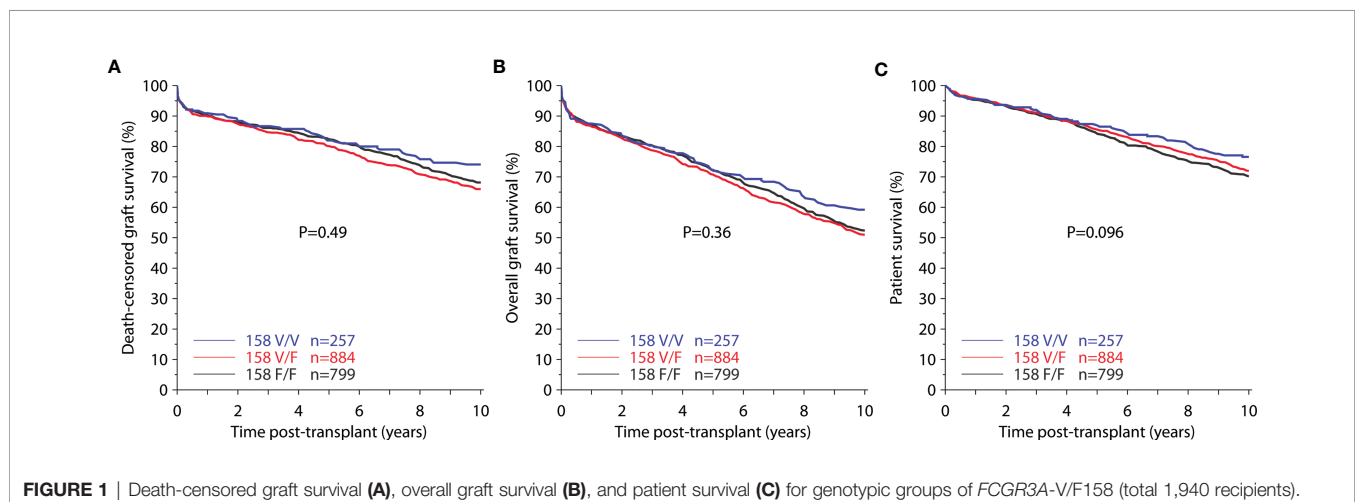 A
100
90
80
70
60
50
40
30
20
10
0
Death-censored graft survival (%)
P=0.49
158 V/V n=257
158 V/F n=884
158 F/F n=799
0 2 4 6 8 10
Time post-transplant (years)
B
100
90
80
70
60
50
40
30
20
10
0
Overall graft survival (%)
P=0.36
158 V/V n=257
158 V/F n=884
158 F/F n=799
0 2 4 6 8 10
Time post-transplant (years)
C
100
90
80
70
60
50
40
30
20
10
0
Patient survival (%)
P=0.096
158 V/V n=257
158 V/F n=884
158 F/F n=799
0 2 4 6 8 10
Time post-transplant (years)
FIGURE 1 | Death-censored graft survival (A), overall graft survival (B), and patient survival (C) for genotypic groups of FCGR3A-V/F158 (total 1,940 recipients).